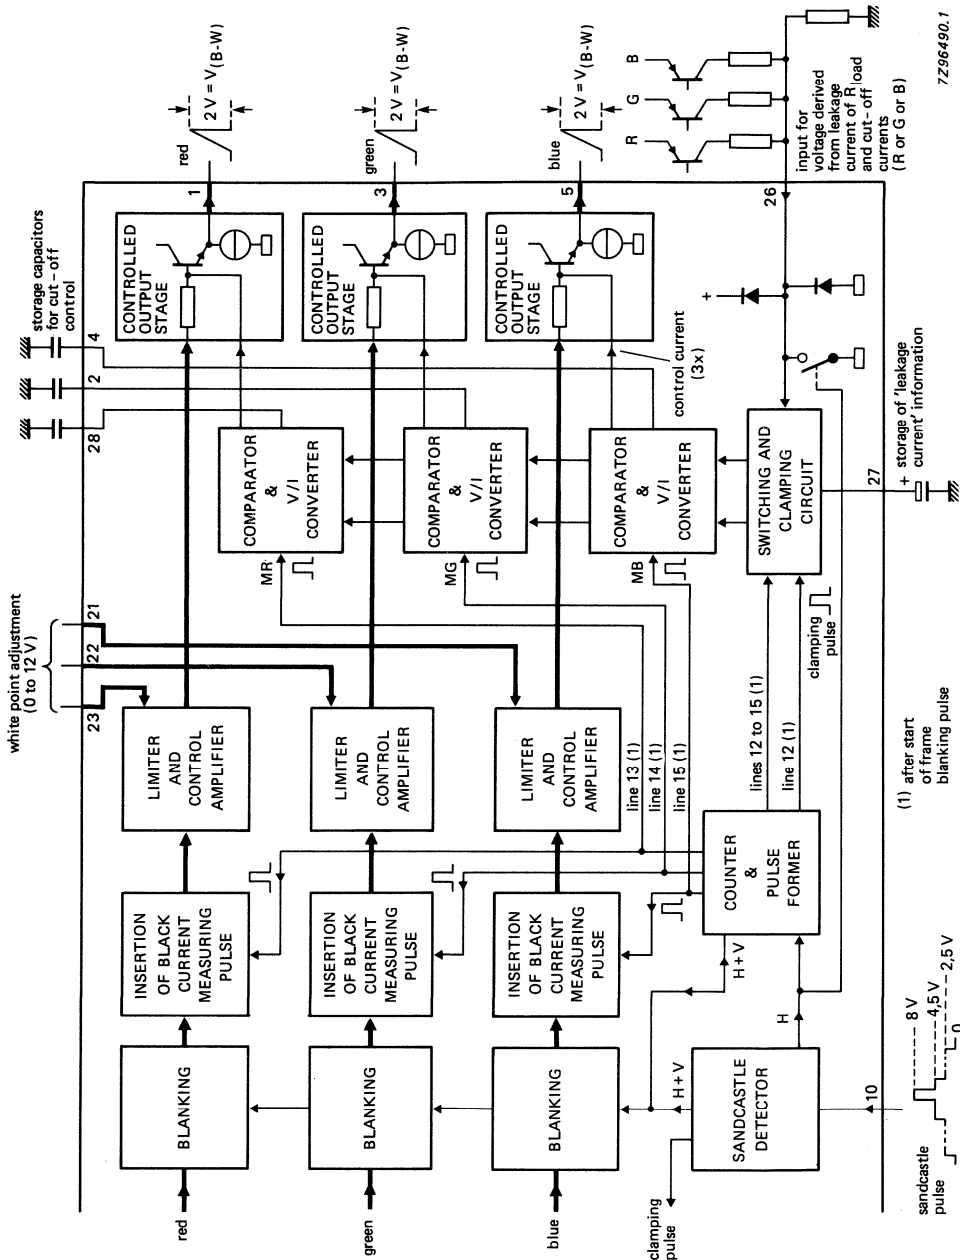 red
2 V = V(B-W)
green
2 V = V(B-W)
blue
2 V = V(B-W)
1
3
5
B
G
R
input for
voltage derived
from leakage
current of Rload
and cut-off
currents
(R or G or B)
26
7Z96490.1
storage capacitors
for cut-off
control
4
2
28
CONTROLLED
OUTPUT
STAGE
CONTROLLED
OUTPUT
STAGE
CONTROLLED
OUTPUT
STAGE
+
control current
(3x)
COMPARATOR
&
V/I
CONVERTER
COMPARATOR
&
V/I
CONVERTER
COMPARATOR
&
V/I
CONVERTER
SWITCHING AND
CLAMPING
CIRCUIT
27
+
storage of 'leakage
current' information
MR
MG
MB
clamping
pulse
white point adjustment
(0 to 12 V)
21
22
23
LIMITER
AND
CONTROL
AMPLIFIER
LIMITER
AND
CONTROL
AMPLIFIER
LIMITER
AND
CONTROL
AMPLIFIER
line 13 (1)
line 14 (1)
line 15 (1)
lines 12 to 15 (1)
line 12 (1)
(1) after start
of frame
blanking pulse
INSERTION
OF BLACK
CURRENT
MEASURING
PULSE
INSERTION
OF BLACK
CURRENT
MEASURING
PULSE
INSERTION
OF BLACK
CURRENT
MEASURING
PULSE
COUNTER
&
PULSE
FORMER
H+V
H
BLANKING
BLANKING
BLANKING
H+V
SANDCASTLE
DETECTOR
10
8 V
4,5 V
2,5 V
0
sandcastle
pulse
red
green
blue
clamping
pulse